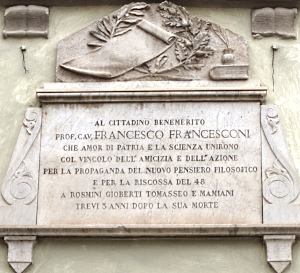 AL CITTADINO BENEMERITO
PROF. CAV. FRANCESCO FRANCESCONI
CHE AMOR DI PATRIA E LA SCIENZA UNIRONO
COL VINCOLO DELL'AMICIZIA E DELL'AZIONE
PER LA PROPAGANDA DEL NUOVO PENSIERO FILOSOFICO
E PER LA RISCOSSA DEL 48
A ROSMINI GIOBERTI TOMASSEO E MAMIANI
TREVI 3 ANNI DOPO LA SUA MORTE